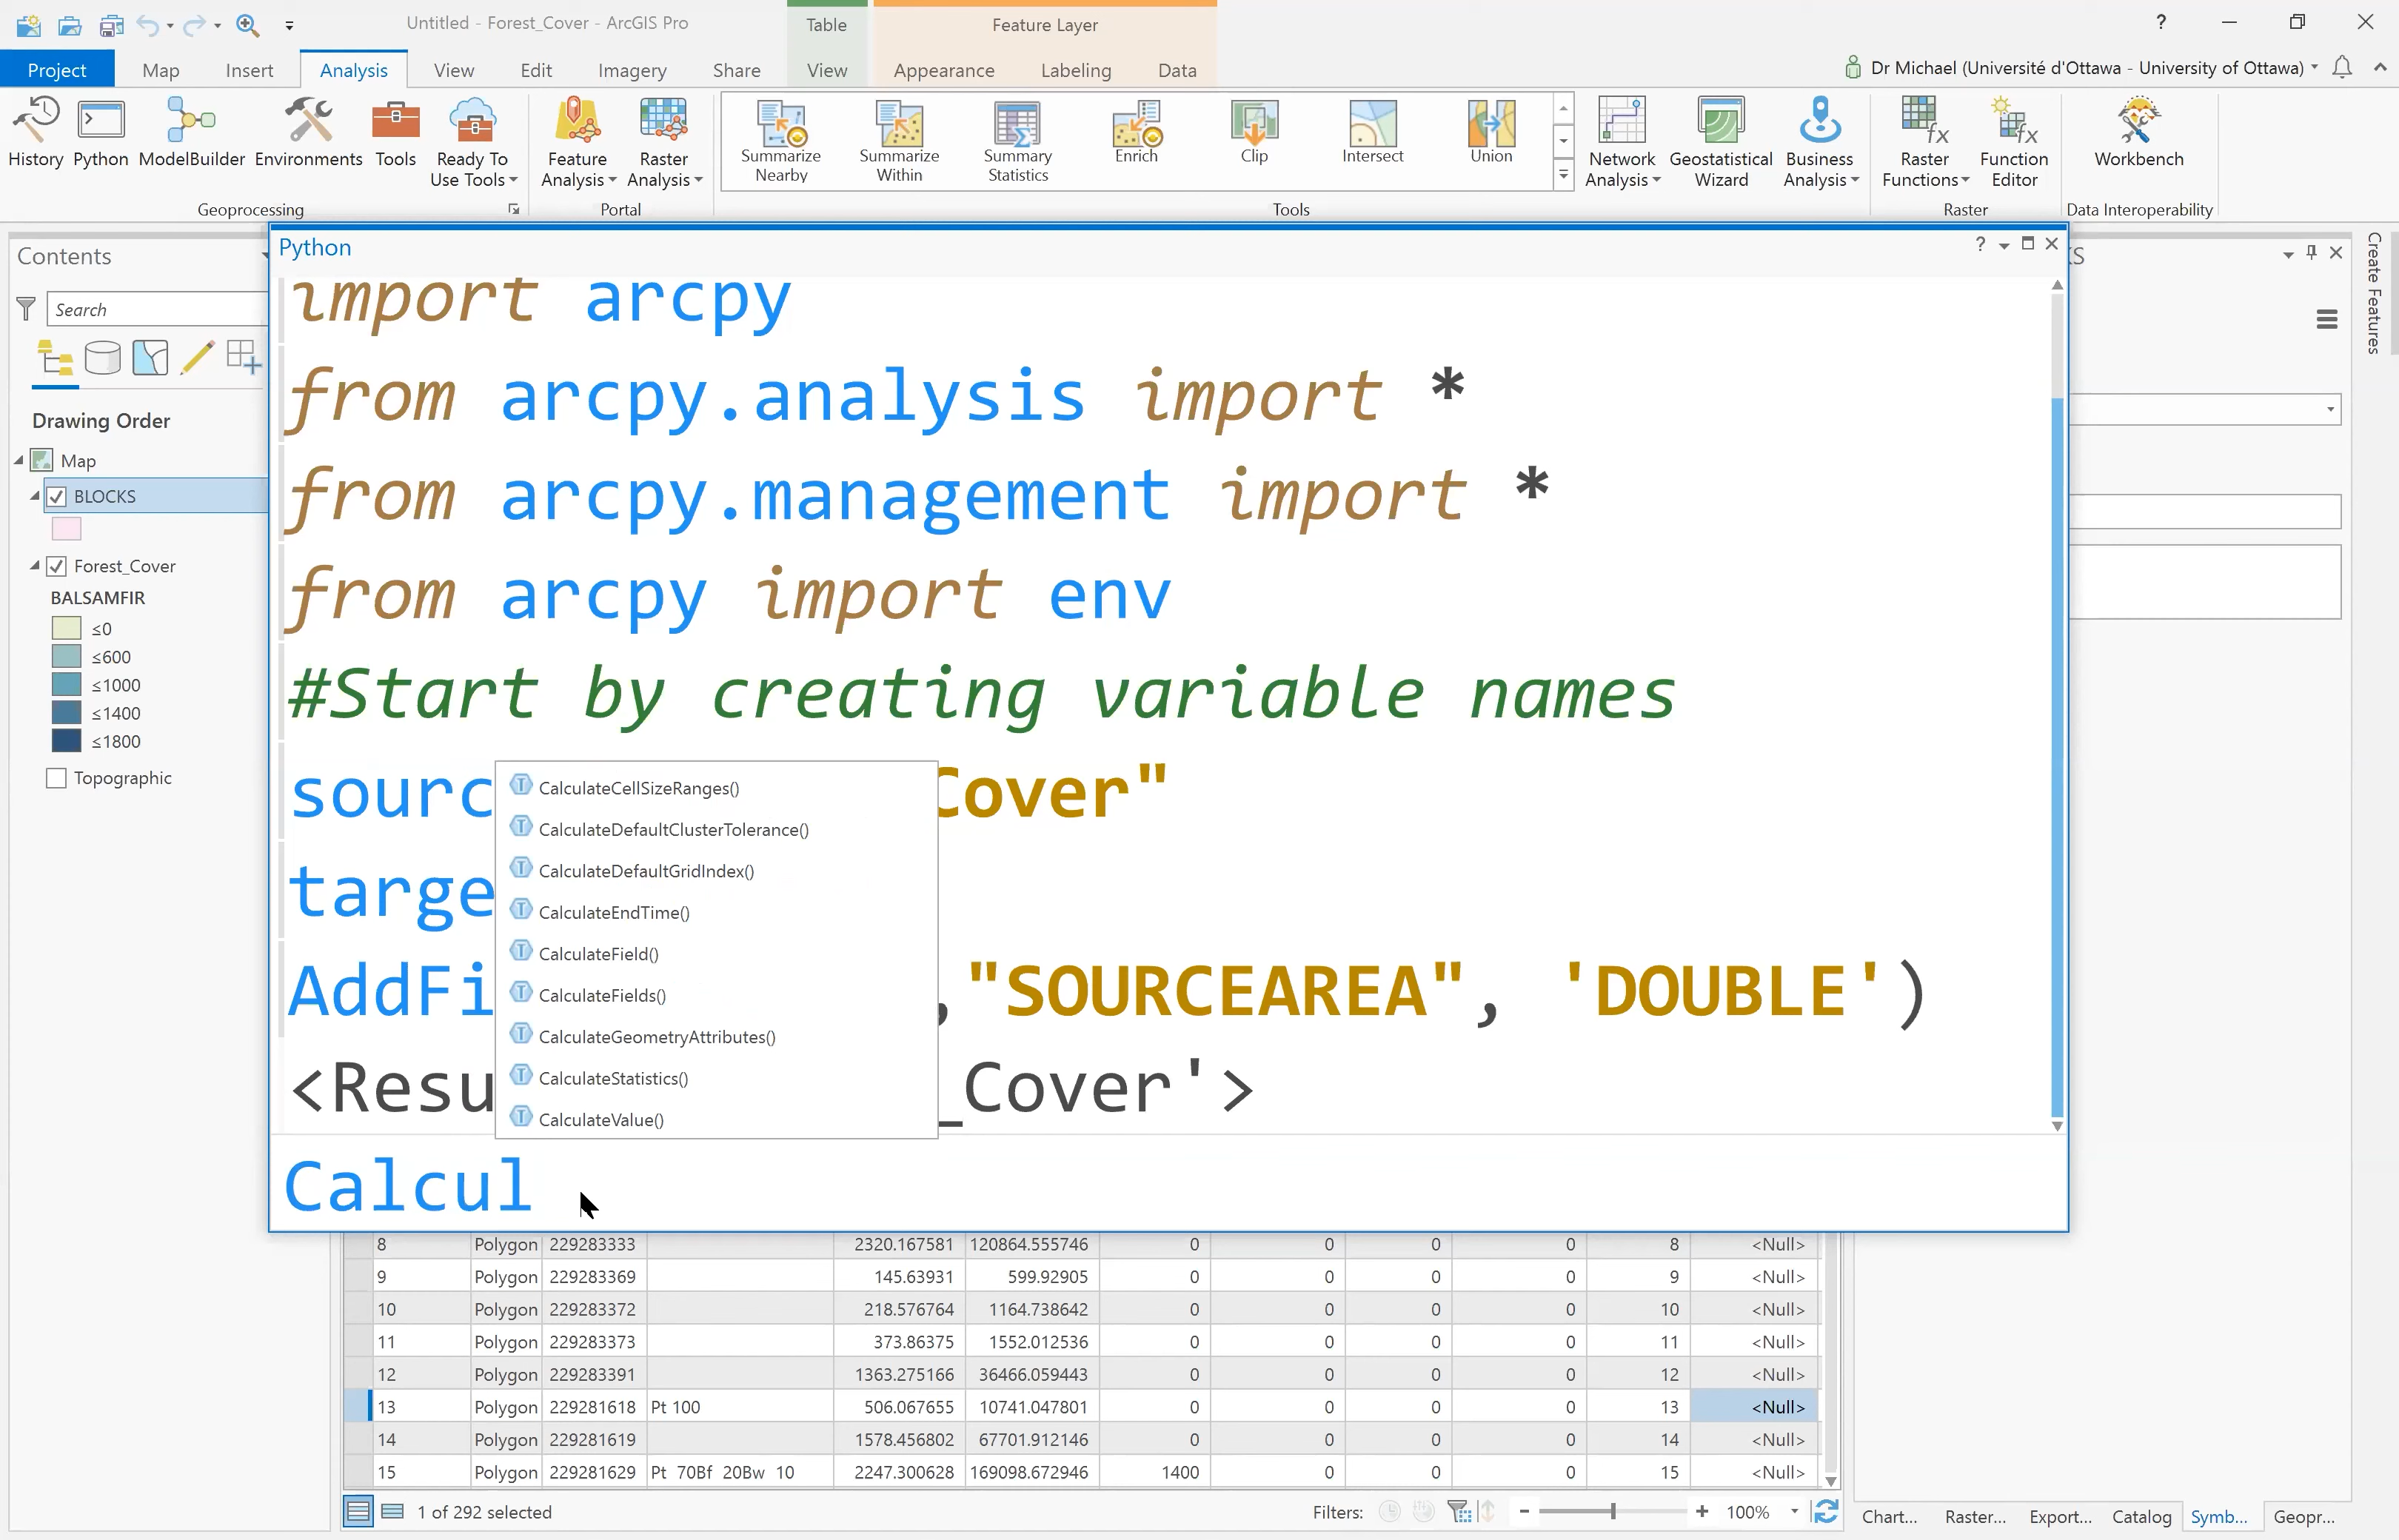 Untitled - Forest_Cover - ArcGIS Pro
Table
Feature Layer
?
Project
Map
Insert
Analysis
View
Edit
Imagery
Share
View
Appearance
Labeling
Data
Dr Michael (Université d'Ottawa - University of Ottawa)
History
Python
ModelBuilder
Environments
Tools
Ready To
Use Tools
Feature
Analysis
Raster
Analysis
Summarize
Nearby
Summarize
Within
Summary
Statistics
Enrich
Clip
Intersect
Union
Network
Analysis
Geostatistical
Wizard
Business
Analysis
Raster
Functions
Function
Editor
Workbench
Geoprocessing
Portal
Tools
Raster
Data Interoperability
Contents
Search
Drawing Order
Map
BLOCKS
Forest_Cover
BALSAMFIR
≤0
≤600
≤1000
≤1400
≤1800
Topographic
Python
?
import arcpy
from arcpy.analysis import *
from arcpy.management import *
from arcpy import env
#Start by creating variable names
sourc Cover"
targe
AddFi ,"SOURCEAREA", 'DOUBLE')
<Resu _Cover'>
CalculateCellSizeRanges()
CalculateDefaultClusterTolerance()
CalculateDefaultGridIndex()
CalculateEndTime()
CalculateField()
CalculateFields()
CalculateGeometryAttributes()
CalculateStatistics()
CalculateValue()
Calcul
KS
Create Features
8 Polygon 229283333 2320.167581 120864.555746 0 0 0 0 8 <Null>
9 Polygon 229283369 145.63931 599.92905 0 0 0 0 9 <Null>
10 Polygon 229283372 218.576764 1164.738642 0 0 0 0 10 <Null>
11 Polygon 229283373 373.86375 1552.012536 0 0 0 0 11 <Null>
12 Polygon 229283391 1363.275166 36466.059443 0 0 0 0 12 <Null>
13 Polygon 229281618 Pt 100 506.067655 10741.047801 0 0 0 0 13 <Null>
14 Polygon 229281619 1578.456802 67701.912146 0 0 0 0 14 <Null>
15 Polygon 229281629 Pt 70Bf 20Bw 10 2247.300628 169098.672946 1400 0 0 0 15 <Null>
1 of 292 selected
Filters:
- + 100%
Chart...
Raster...
Export...
Catalog
Symb...
Geopr...